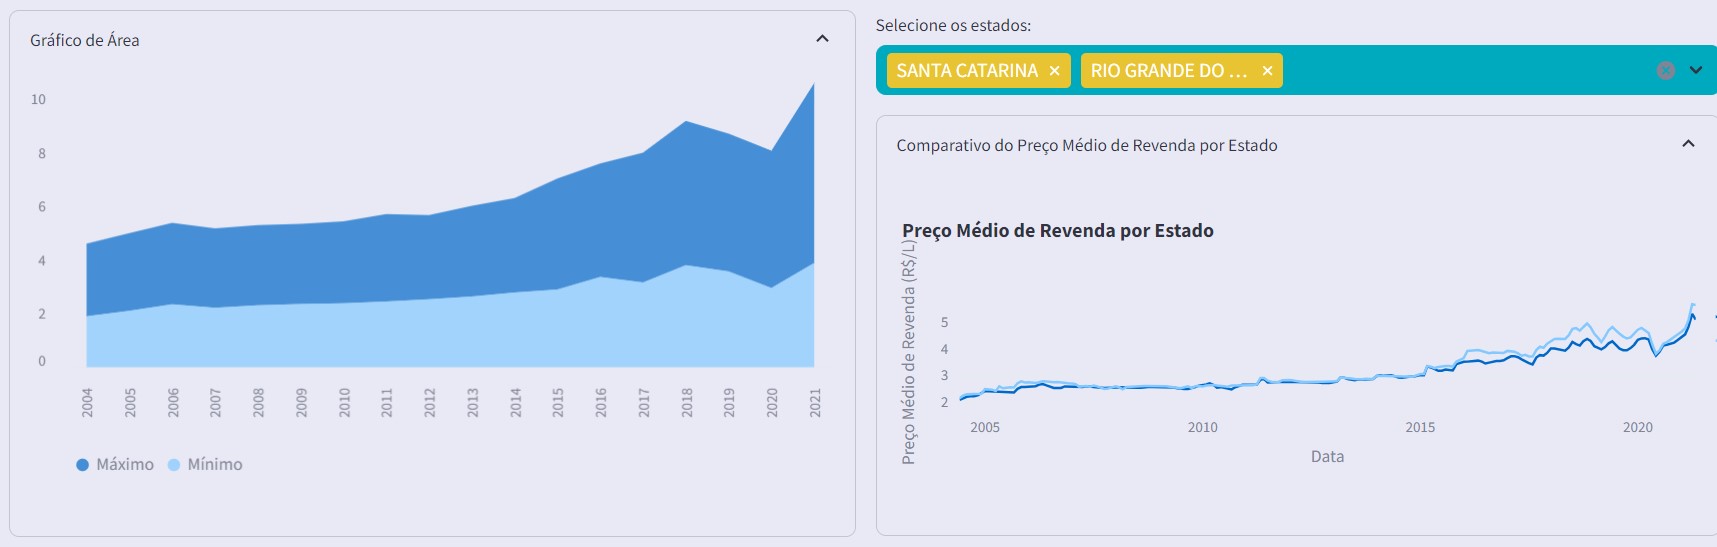 Gráfico de Área
10
8
6
4
2
0
2004 2005 2006 2007 2008 2009 2010 2011 2012 2013 2014 2015 2016 2017 2018 2019 2020 2021
Máximo Mínimo
Selecione os estados:
SANTA CATARINA × RIO GRANDE DO ... ×
Comparativo do Preço Médio de Revenda por Estado
Preço Médio de Revenda por Estado
Preço Médio de Revenda (R$/L)
5
4
3
2
2005 2010 2015 2020
Data